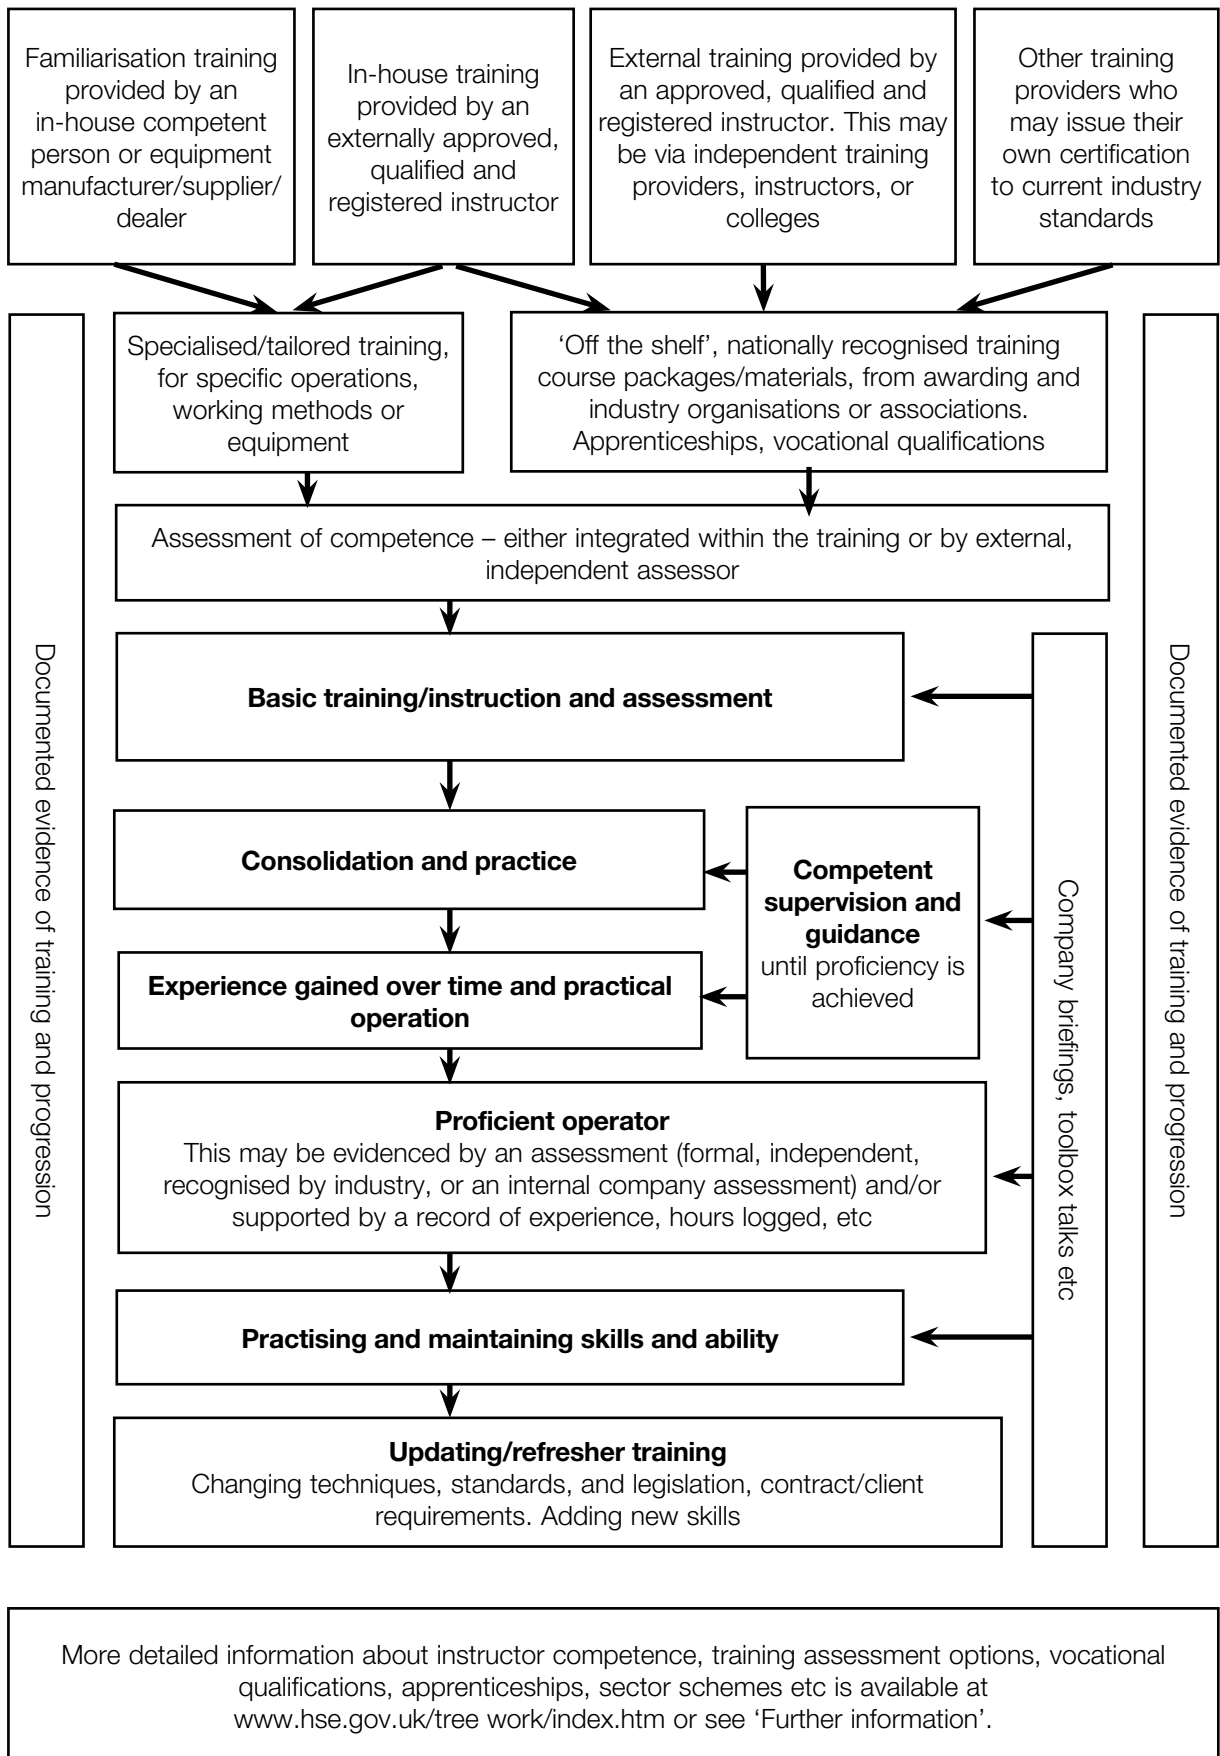 Familiarisation training
provided by an
in-house competent
person or equipment
manufacturer/supplier/
dealer
In-house training
provided by an
externally approved,
qualified and
registered instructor
External training provided by
an approved, qualified and
registered instructor. This may
be via independent training
providers, instructors, or
colleges
Other training
providers who
may issue their
own certification
to current industry
standards
Documented evidence of training and progression
Specialised/tailored training,
for specific operations,
working methods or
equipment
‘Off the shelf’, nationally recognised training
course packages/materials, from awarding and
industry organisations or associations.
Apprenticeships, vocational qualifications
Assessment of competence – either integrated within the training or by external,
independent assessor
Basic training/instruction and assessment
Consolidation and practice
Competent
supervision and
guidance
until proficiency is
achieved
Experience gained over time and practical
operation
Proficient operator
This may be evidenced by an assessment (formal, independent,
recognised by industry, or an internal company assessment) and/or
supported by a record of experience, hours logged, etc
Practising and maintaining skills and ability
Updating/refresher training
Changing techniques, standards, and legislation, contract/client
requirements. Adding new skills
Company briefings, toolbox talks etc
Documented evidence of training and progression
More detailed information about instructor competence, training assessment options, vocational
qualifications, apprenticeships, sector schemes etc is available at
www.hse.gov.uk/tree work/index.htm or see ‘Further information’.